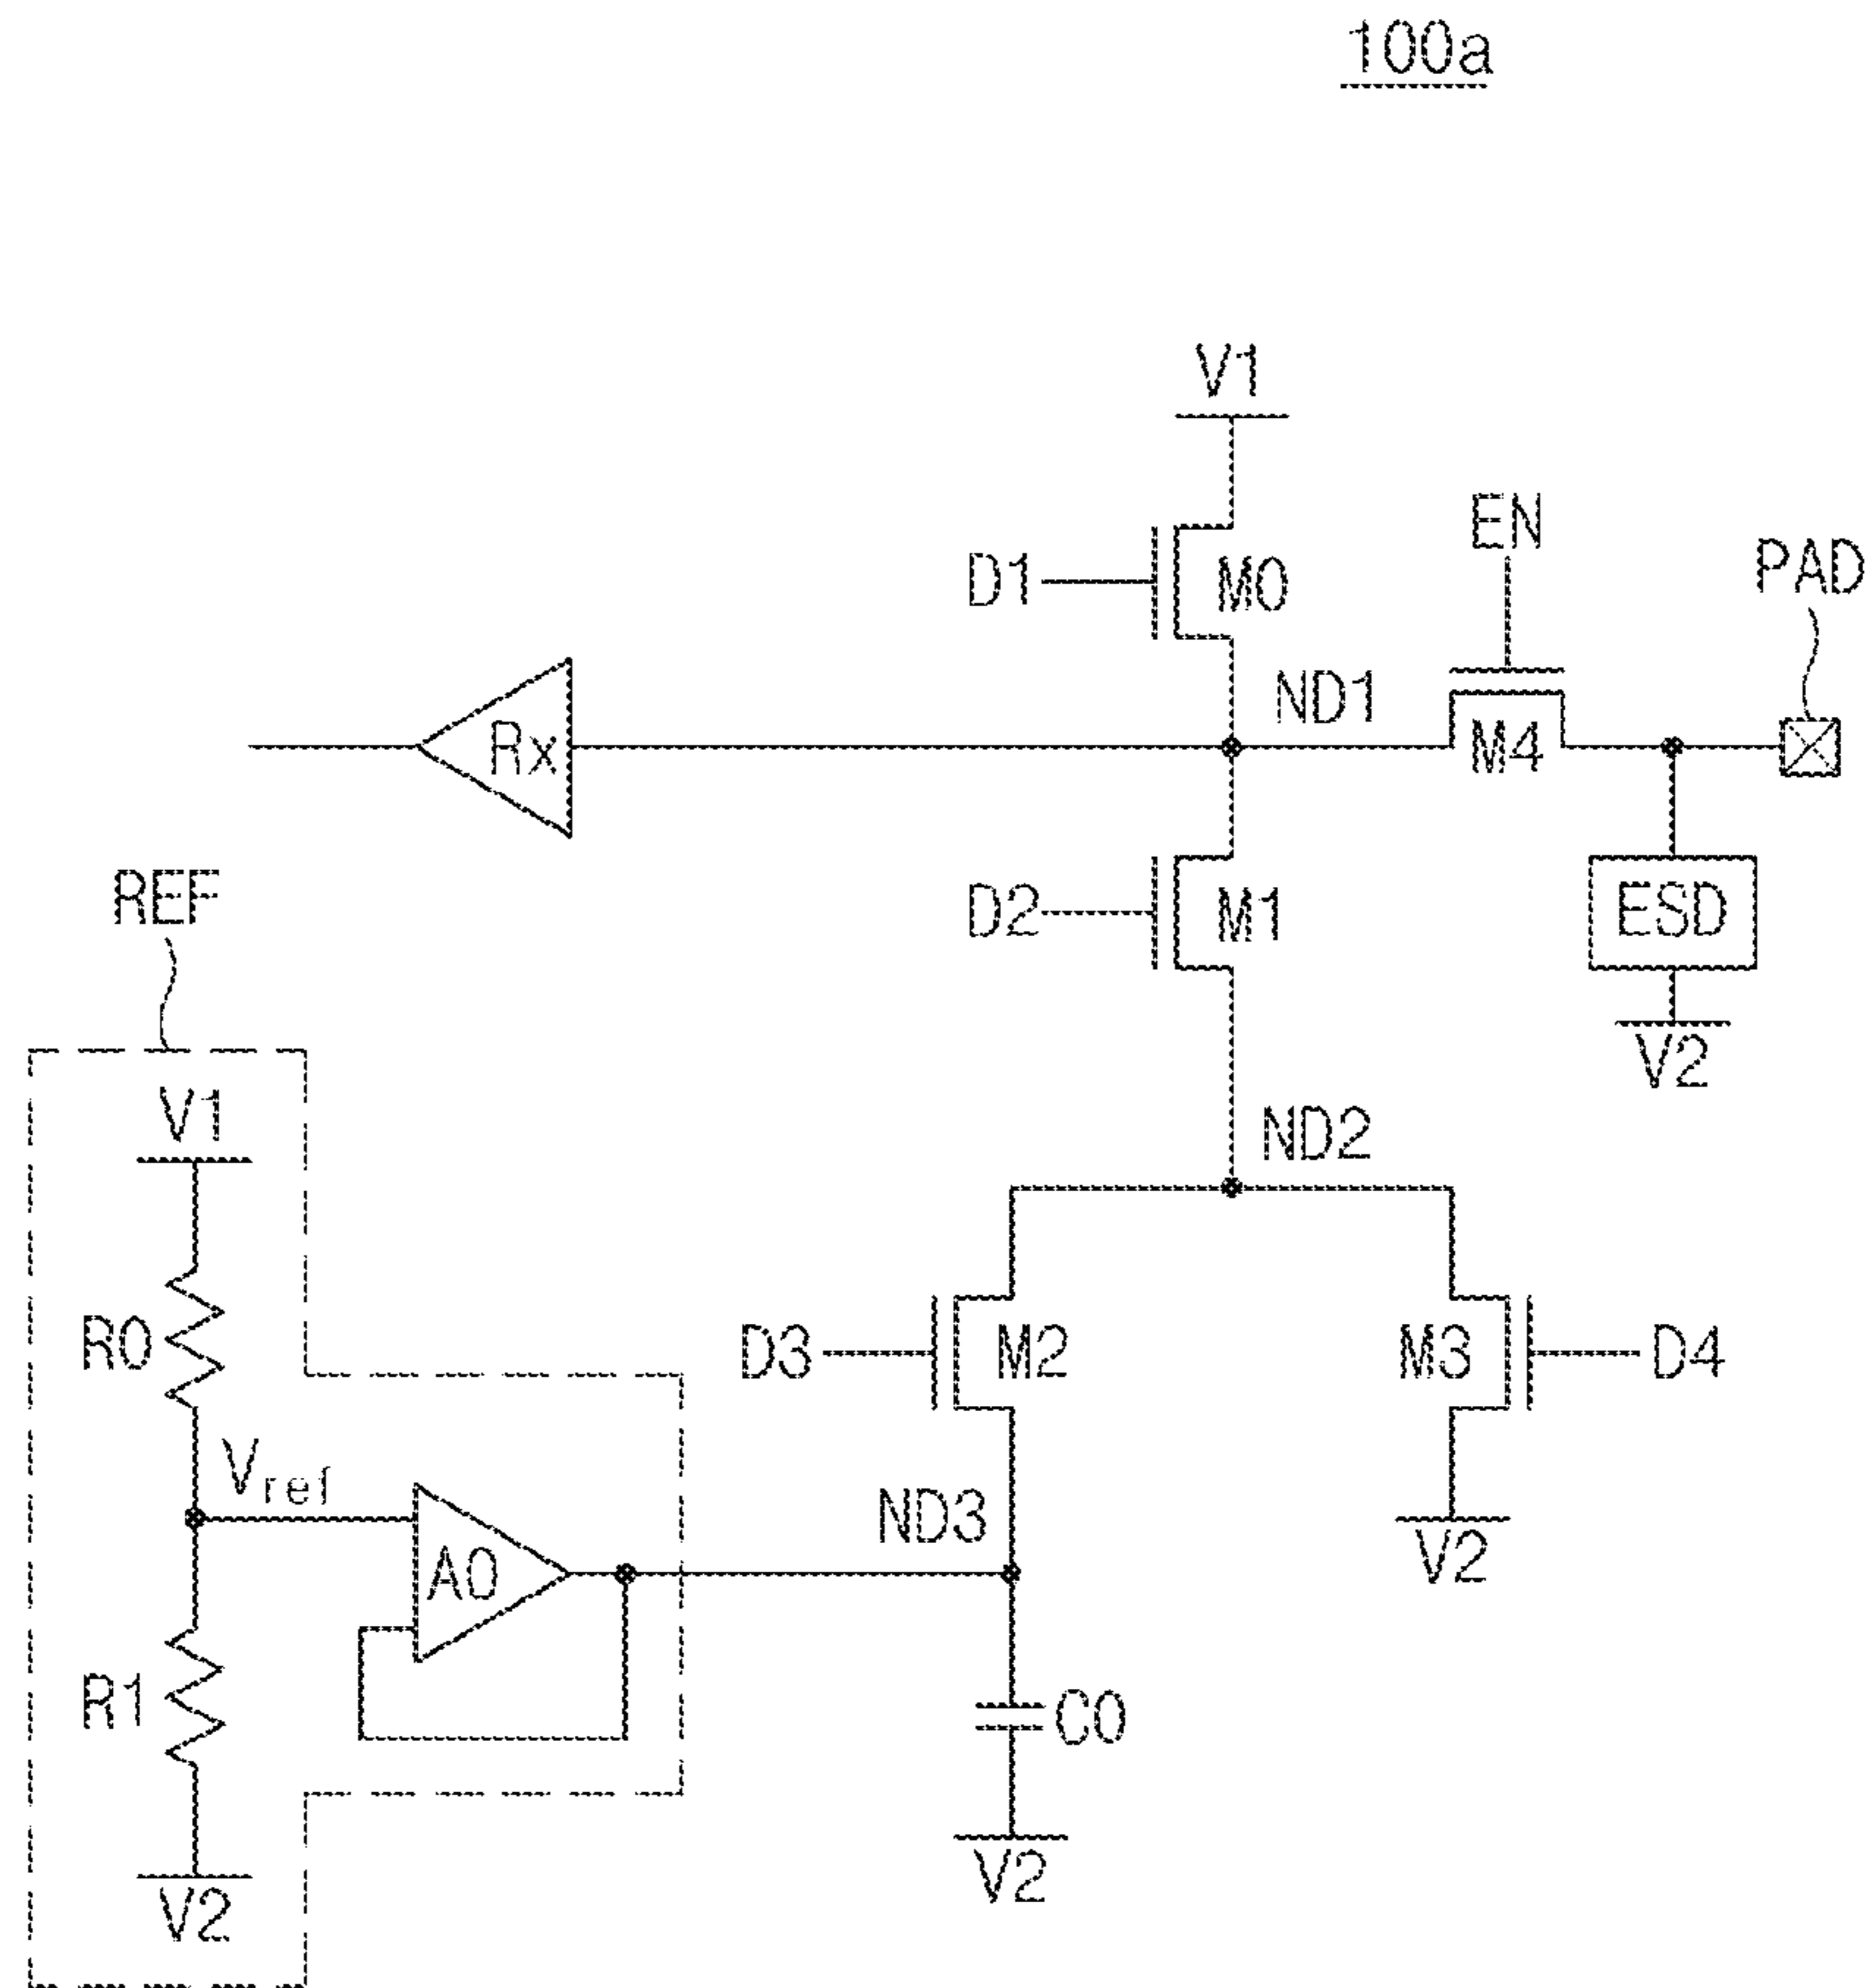 100a
V1
EN
PAD
D1
M0
ND1
Rx
M4
REF
D2
M1
ESD
V2
V1
ND2
R0
D3
M2
M3
D4
Vref
ND3
A0
V2
R1
C0
V2
V2